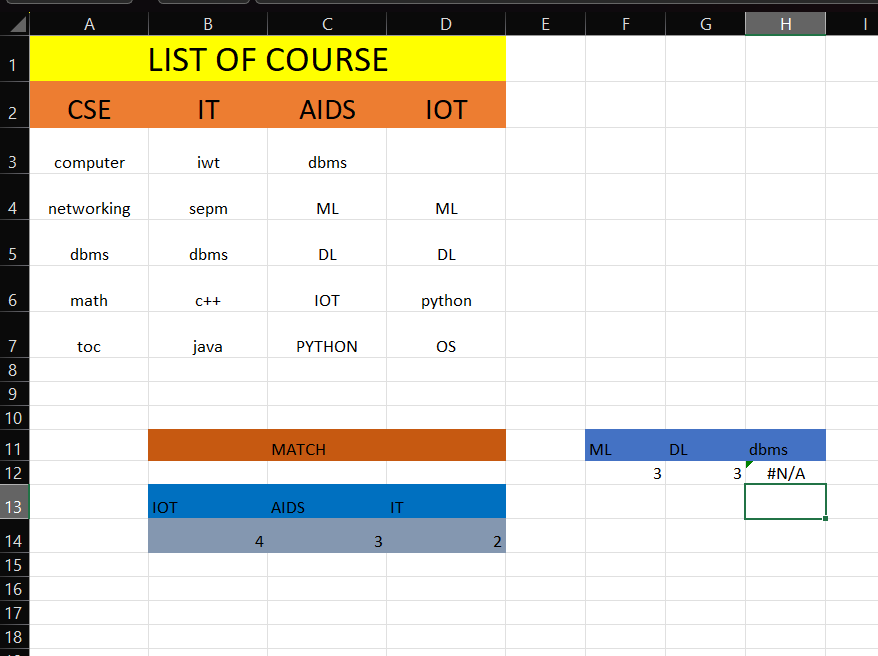 A B C D E F G H I
1 LIST OF COURSE
2 CSE IT AIDS IOT
3 computer iwt dbms
4 networking sepm ML ML
5 dbms dbms DL DL
6 math c++ IOT python
7 toc java PYTHON OS
8
9
10
11 MATCH ML DL dbms
12 3 3 #N/A
13 IOT AIDS IT
14 4 3 2
15
16
17
18